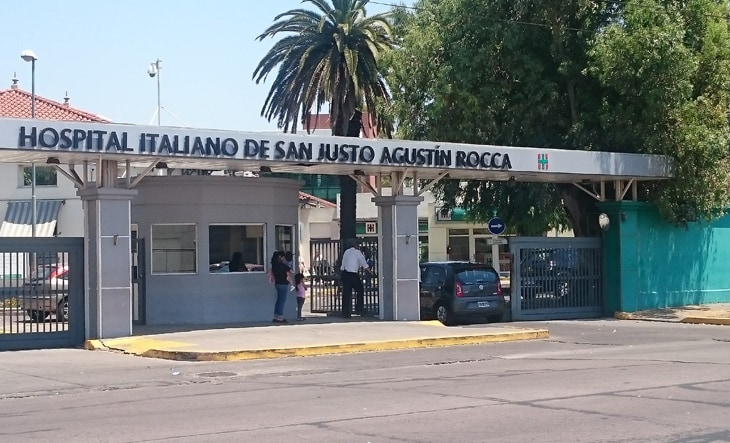 HOSPITAL ITALIANO DE SAN JUSTO AGUSTÍN ROCCA